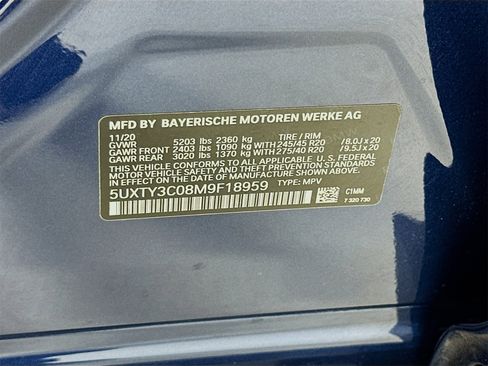 MFD BY BAYERISCHE MOTOREN WERKE AG
11/20
GVWR 5203 lbs 2360 kg TIRE / RIM
GAWR FRONT 2403 lbs 1090 kg 245/45 R20 /8.0J x 20
GAWR REAR 3020 lbs 1370 kg 275/40 R20 /9.5J x 20
THIS VEHICLE CONFORMS TO ALL APPLICABLE U.S. FEDERAL
MOTOR VEHICLE SAFETY AND THEFT PREVENTION STANDARDS
IN EFFECT ON THE DATE OF MANUFACTURE SHOWN ABOVE.
5UXTY3C08M9F18959 TYPE: MPV
C1MM
7 320 730